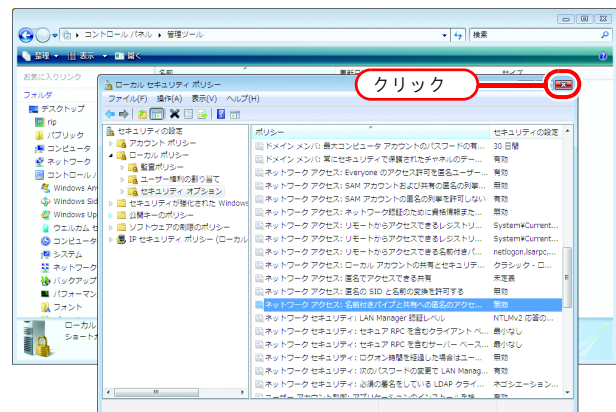 コントロール パネル ▸ 管理ツール
検索
整理 表示 開く
お気に入りリンク
名前
サイズ
フォルダ
デスクトップ
rip
パブリック
コンピュータ
ネットワーク
コントロール
Windows
Windows Sid
Windows Up
ウェルカム セ
コンピュータ
システム
ネットワーク
バックアップ
パフォーマン
フォント
ローカル
ショート
ローカル セキュリティ ポリシー
クリック
ファイル(F) 操作(A) 表示(V) ヘルプ(H)
セキュリティの設定
アカウント ポリシー
ローカル ポリシー
監査ポリシー
ユーザー権利の割り当て
セキュリティ オプション
セキュリティが強化された Windows
公開キーのポリシー
ソフトウェアの制限のポリシー
IP セキュリティ ポリシー (ローカル
ポリシー セキュリティの設定
ドメイン メンバ: 最大コンピュータ アカウントのパスワードの有... 30 日間
ドメイン メンバ: 常にセキュリティで保護されたチャネルのデー... 有効
ネットワーク アクセス: Everyone のアクセス許可を匿名ユーザー... 有効
ネットワーク アクセス: SAM アカウントおよび共有の匿名の列挙... 無効
ネットワーク アクセス: SAM アカウントの匿名の列挙を許可しない 有効
ネットワーク アクセス: ネットワーク認証のために資格情報また... 無効
ネットワーク アクセス: リモートからアクセスできるレジストリ... System¥Current...
ネットワーク アクセス: リモートからアクセスできるレジストリ... System¥Current...
ネットワーク アクセス: リモートからアクセスできる名前付きパ... netlogon,lsarpc,...
ネットワーク アクセス: ローカル アカウントの共有とセキュリテ... クラシック - ロ...
ネットワーク アクセス: 匿名でアクセスできる共有 未定義
ネットワーク アクセス: 匿名の SID と名前の変換を許可する 無効
ネットワーク アクセス: 名前付きパイプと共有への匿名のアクセ... 無効
ネットワーク セキュリティ: LAN Manager 認証レベル NTLMv2 応答の...
ネットワーク セキュリティ: セキュア RPC を含むクライアント ベ... 最小なし
ネットワーク セキュリティ: セキュア RPC を含むサーバー ベース... 最小なし
ネットワーク セキュリティ: ログオン時間を経過した場合はユー... 無効
ネットワーク セキュリティ: 次のパスワードの変更で LAN Manag... 有効
ネットワーク セキュリティ: 必須の署名をしている LDAP クライ... ネゴシエーション...